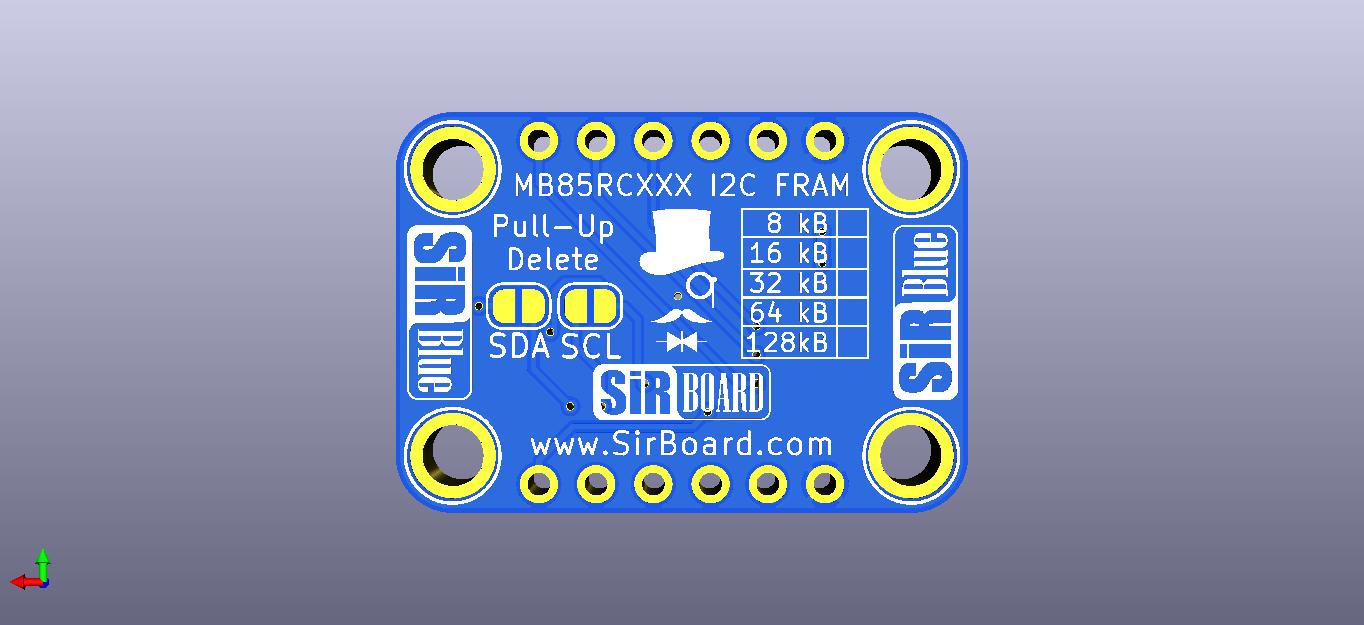 MB85RCXXX I2C FRAM
Pull-Up
Delete
SDA SCL
8 kB
16 kB
32 kB
64 kB
128kB
SiR Blue
SiR Blue
SiR BOARD
www.SirBoard.com